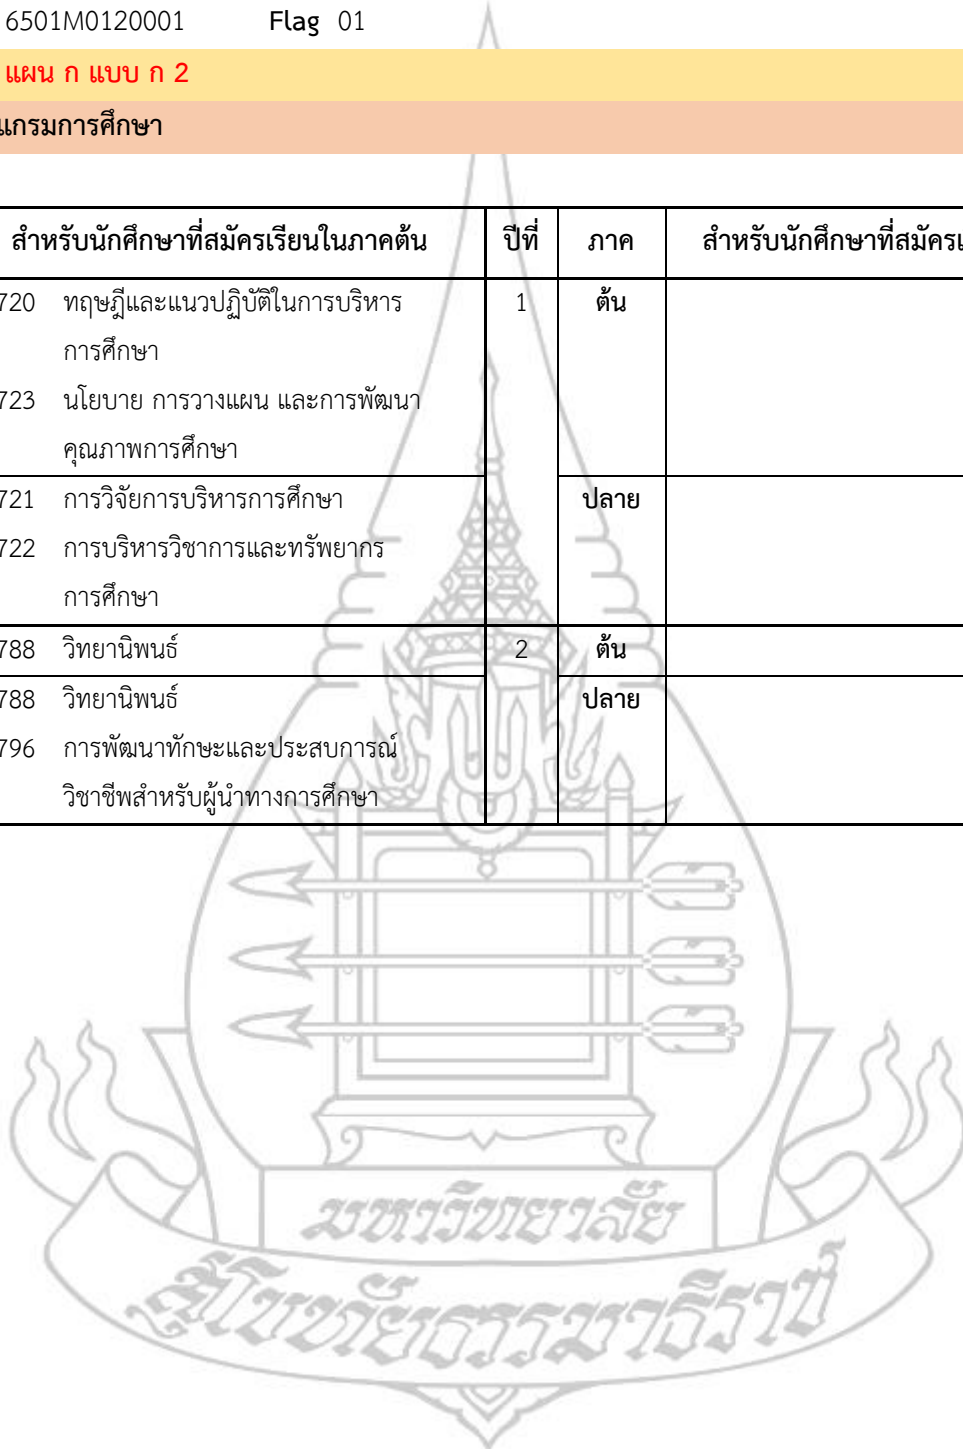 6501M0120001 Flag 01
แผน ก แบบ ก 2
แกรมการศึกษา
สำหรับนักศึกษาที่สมัครเรียนในภาคต้น ปีที่ ภาค สำหรับนักศึกษาที่สมัคร
720 ทฤษฎีและแนวปฏิบัติในการบริหาร 1 ต้น
การศึกษา
723 นโยบาย การวางแผน และการพัฒนา
คุณภาพการศึกษา
721 การวิจัยการบริหารการศึกษา ปลาย
722 การบริหารวิชาการและทรัพยากร
การศึกษา
788 วิทยานิพนธ์ 2 ต้น
788 วิทยานิพนธ์ ปลาย
796 การพัฒนาทักษะและประสบการณ์
วิชาชีพสำหรับผู้นำทางการศึกษา
มหาวิทยาลัย
สุโขทัยธรรมาธิราช